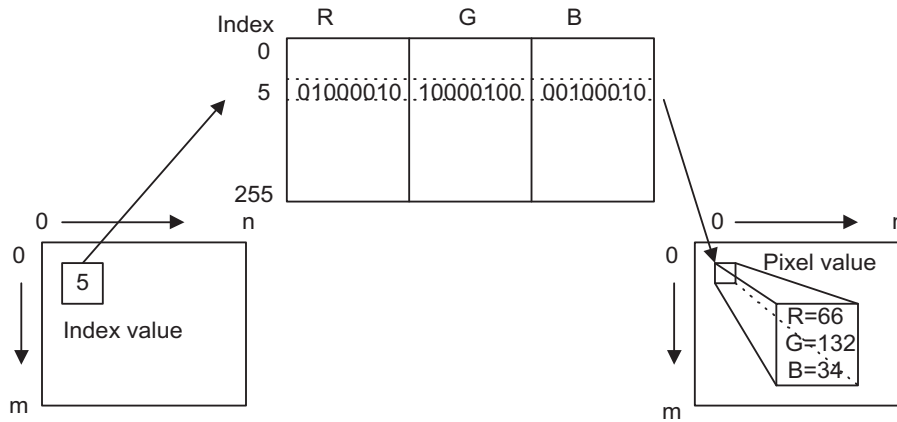 Index R G B
0
5 01000010 10000100 00100010
255
0 n
0
5
Index value
m
0 n
0
Pixel value
R=66
G=132
B=34
m